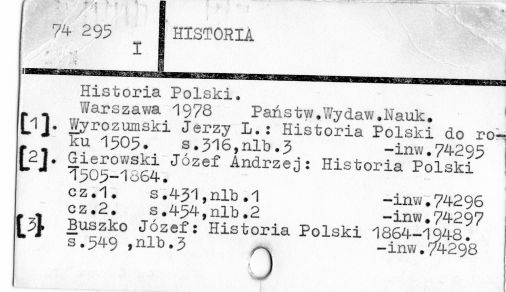 74 295
I
HISTORIA
Historia Polski.
Warszawa 1978 Państw.Wydaw.Nauk.
[1]. Wyrozumski Jerzy L.: Historia Polski do ro-
ku 1505. s.316,nlb.3 -inw.74295
[2]. Gierowski Józef Andrzej: Historia Polski
1505-1864.
cz.1. s.431,nlb.1 -inw.74296
cz.2. s.454,nlb.2 -inw.74297
[3]. Buszko Józef: Historia Polski 1864-1948.
s.549 ,nlb.3 -inw.74298